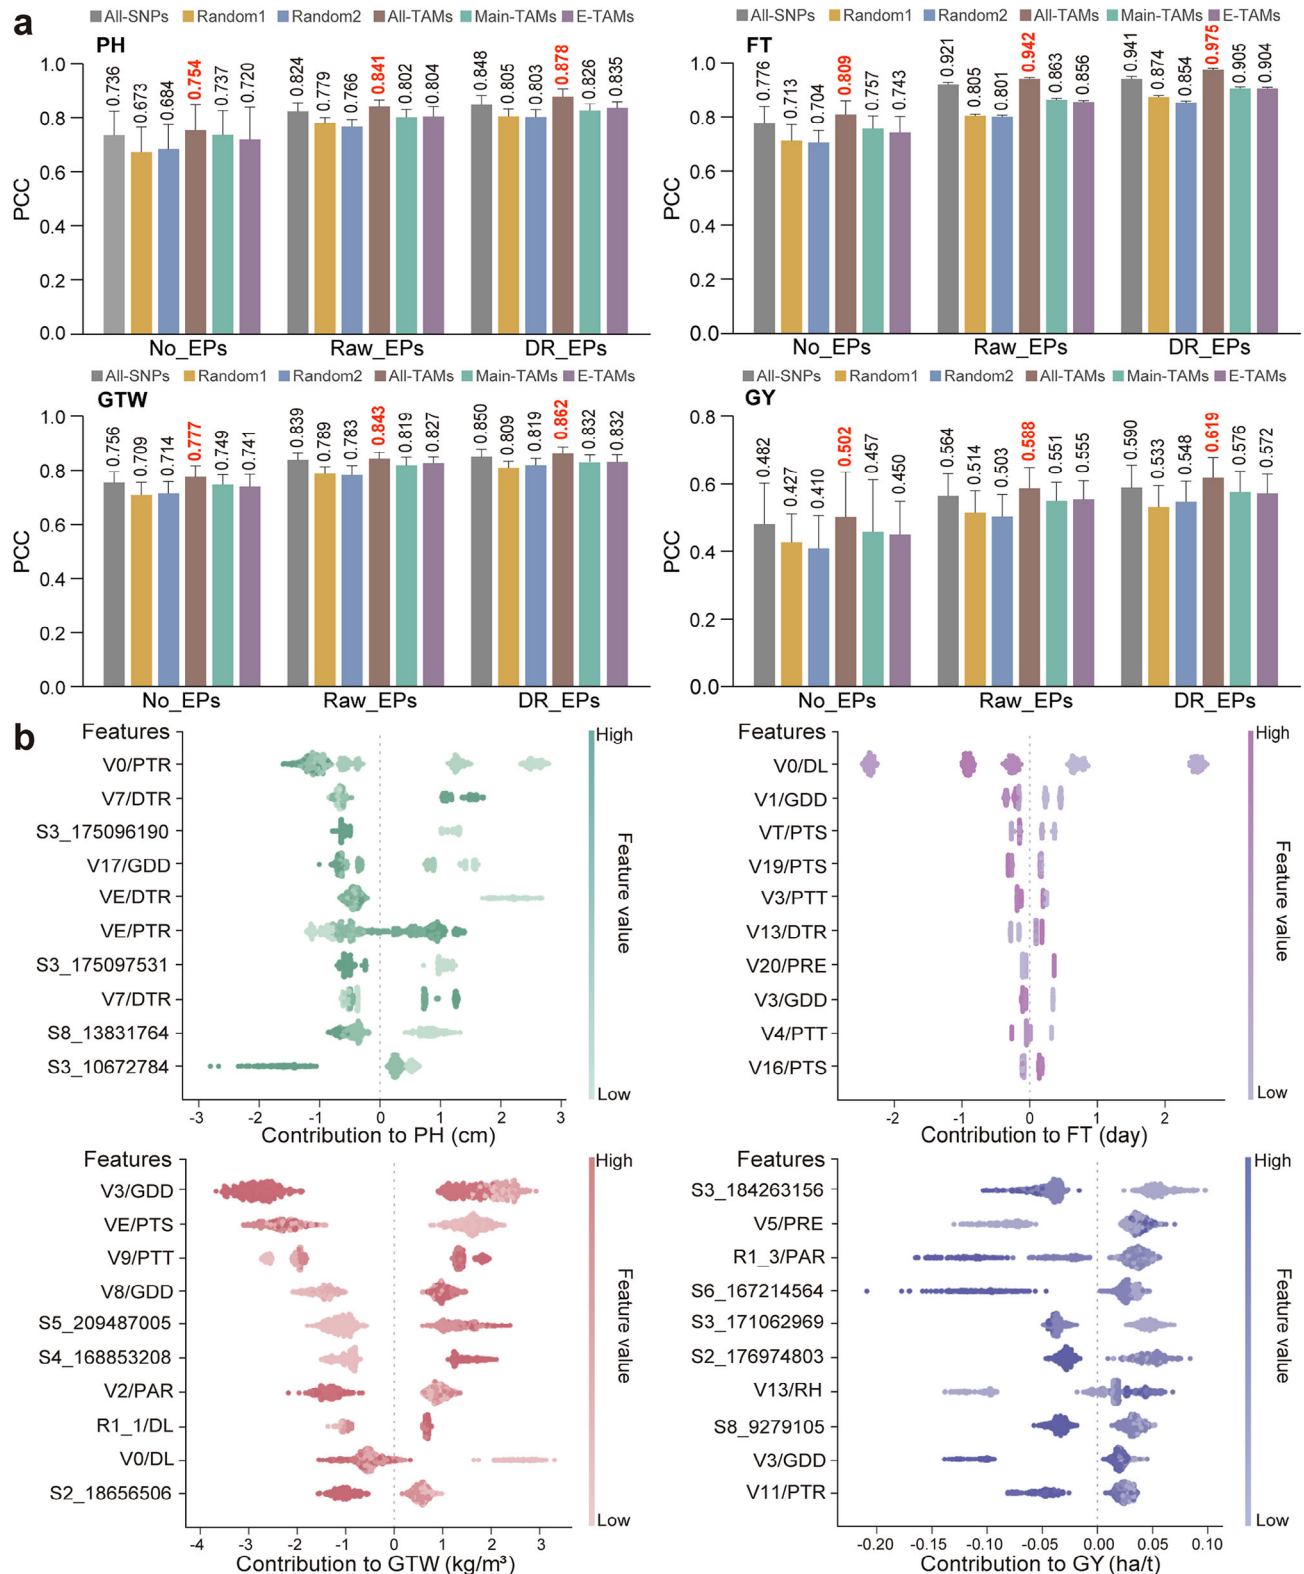 a
All-SNPs Random1 Random2 All-TAMs Main-TAMs E-TAMs
PH
PCC
1.0
0.8
0.6
0.4
0.2
0.0
0.736 0.673 0.684 0.754 0.737 0.720
0.824 0.779 0.766 0.841 0.802 0.804
0.848 0.805 0.803 0.878 0.826 0.835
No_EPs Raw_EPs DR_EPs
All-SNPs Random1 Random2 All-TAMs Main-TAMs E-TAMs
FT
PCC
1.0
0.8
0.6
0.4
0.2
0.0
0.776 0.713 0.704 0.809 0.757 0.743
0.921 0.805 0.801 0.942 0.863 0.856
0.941 0.874 0.854 0.975 0.905 0.904
No_EPs Raw_EPs DR_EPs
All-SNPs Random1 Random2 All-TAMs Main-TAMs E-TAMs
GTW
PCC
1.0
0.8
0.6
0.4
0.2
0.0
0.756 0.709 0.714 0.777 0.749 0.741
0.839 0.789 0.783 0.843 0.819 0.827
0.850 0.809 0.819 0.862 0.832 0.832
No_EPs Raw_EPs DR_EPs
All-SNPs Random1 Random2 All-TAMs Main-TAMs E-TAMs
GY
PCC
0.8
0.6
0.4
0.2
0.0
0.482 0.427 0.410 0.502 0.457 0.450
0.564 0.514 0.503 0.588 0.551 0.555
0.590 0.533 0.548 0.619 0.576 0.572
No_EPs Raw_EPs DR_EPs
b
Features
V0/PTR
V7/DTR
S3_175096190
V17/GDD
VE/DTR
VE/PTR
S3_175097531
V7/DTR
S8_13831764
S3_10672784
-3 -2 -1 0 1 2 3
Contribution to PH (cm)
High
Feature value
Low
Features
V0/DL
V1/GDD
VT/PTS
V19/PTS
V3/PTT
V13/DTR
V20/PRE
V3/GDD
V4/PTT
V16/PTS
-2 -1 0 1 2
Contribution to FT (day)
High
Feature value
Low
Features
V3/GDD
VE/PTS
V9/PTT
V8/GDD
S5_209487005
S4_168853208
V2/PAR
R1_1/DL
V0/DL
S2_18656506
-4 -3 -2 -1 0 1 2 3
Contribution to GTW (kg/m³)
High
Feature value
Low
Features
S3_184263156
V5/PRE
R1_3/PAR
S6_167214564
S3_171062969
S2_176974803
V13/RH
S8_9279105
V3/GDD
V11/PTR
-0.20 -0.15 -0.10 -0.05 0.00 0.05 0.10
Contribution to GY (ha/t)
High
Feature value
Low